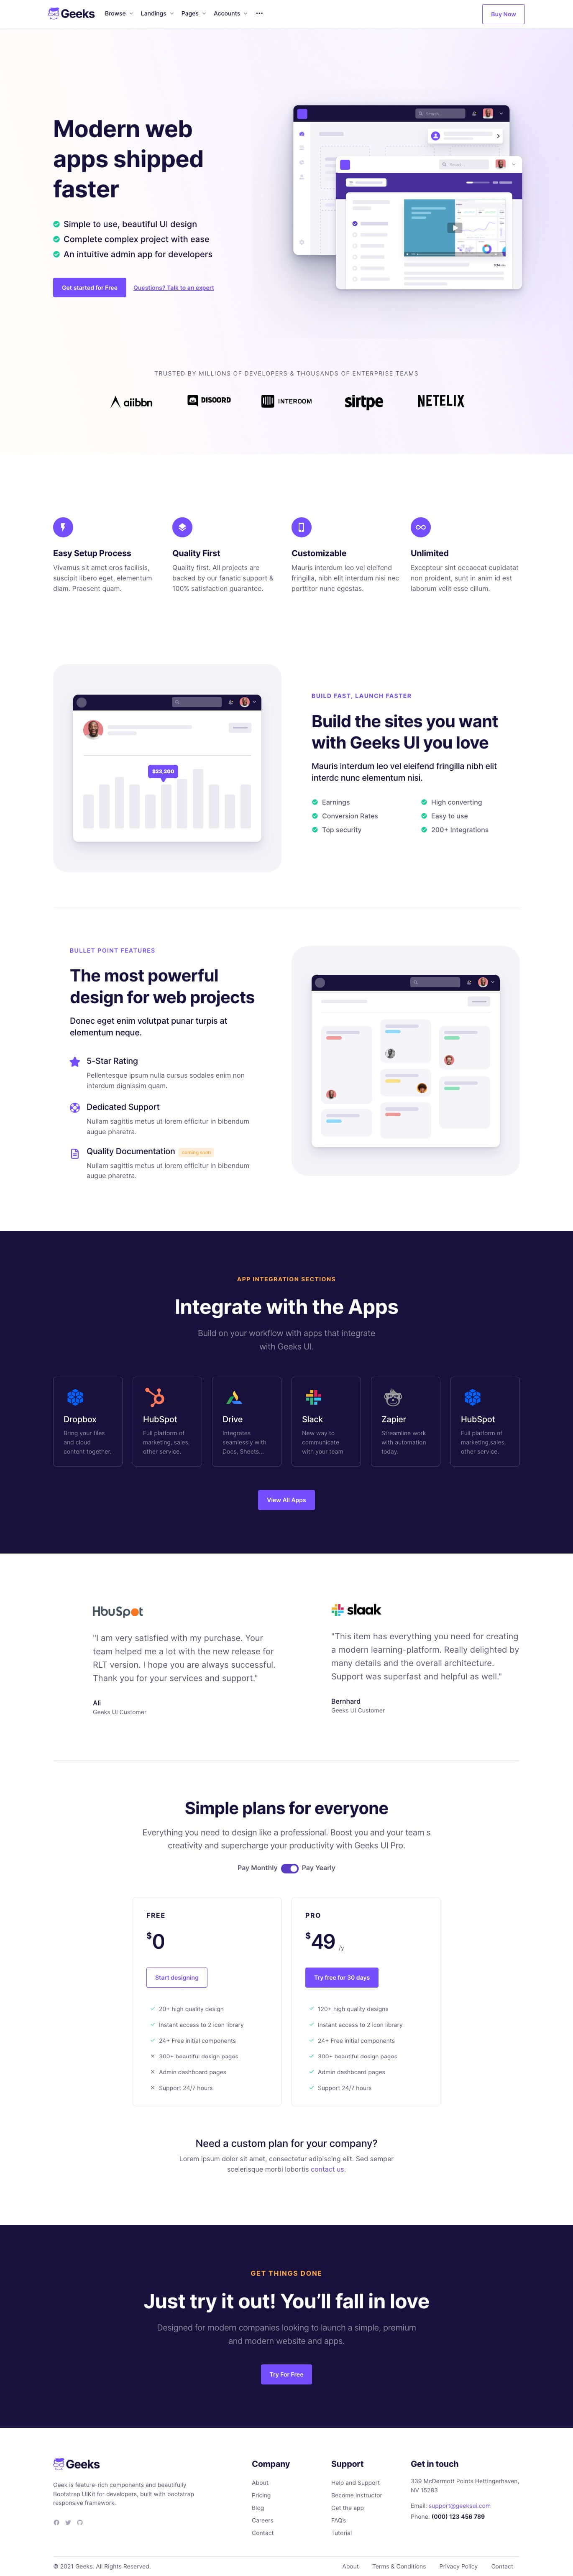 Geeks
Browse Landings Pages Accounts
Buy Now
Modern web
apps shipped
faster
Simple to use, beautiful UI design
Complete complex project with ease
An intuitive admin app for developers
Get started for Free Questions? Talk to an expert
TRUSTED BY MILLIONS OF DEVELOPERS & THOUSANDS OF ENTERPRISE TEAMS
aiibbn DISOORD INTEROOM sirtpe NETELIX
Easy Setup Process
Vivamus sit amet eros facilisis,
suscipit libero eget, elementum
diam. Praesent quam.
Quality First
Quality first. All projects are
backed by our fanatic support &
100% satisfaction guarantee.
Customizable
Mauris interdum leo vel eleifend
fringilla, nibh elit interdum nisi nec
porttitor nunc egestas.
Unlimited
Excepteur sint occaecat cupidatat
non proident, sunt in anim id est
laborum velit esse cillum.
$23,200
BUILD FAST, LAUNCH FASTER
Build the sites you want
with Geeks UI you love
Mauris interdum leo vel eleifend fringilla nibh elit
interdc nunc elementum nisi.
Earnings High converting
Conversion Rates Easy to use
Top security 200+ Integrations
BULLET POINT FEATURES
The most powerful
design for web projects
Donec eget enim volutpat punar turpis at
elementum neque.
5-Star Rating
Pellentesque ipsum nulla cursus sodales enim non
interdum dignissim quam.
Dedicated Support
Nullam sagittis metus ut lorem efficitur in bibendum
augue pharetra.
Quality Documentation coming soon
Nullam sagittis metus ut lorem efficitur in bibendum
augue pharetra.
APP INTEGRATION SECTIONS
Integrate with the Apps
Build on your workflow with apps that integrate
with Geeks UI.
Dropbox
Bring your files
and cloud
content together.
HubSpot
Full platform of
marketing, sales,
other service.
Drive
Integrates
seamlessly with
Docs, Sheets...
Slack
New way to
communicate
with your team
Zapier
Streamline work
with automation
today.
HubSpot
Full platform of
marketing,sales,
other service.
View All Apps
HbuSpot
"I am very satisfied with my purchase. Your
team helped me a lot with the new release for
RLT version. I hope you are always successful.
Thank you for your services and support."
Ali
Geeks UI Customer
slaak
"This item has everything you need for creating
a modern learning-platform. Really delighted by
many details and the overall architecture.
Support was superfast and helpful as well."
Bernhard
Geeks UI Customer
Simple plans for everyone
Everything you need to design like a professional. Boost you and your team s
creativity and supercharge your productivity with Geeks UI Pro.
Pay Monthly Pay Yearly
FREE
$0
Start designing
20+ high quality design
Instant access to 2 icon library
24+ Free initial components
300+ beautiful design pages
Admin dashboard pages
Support 24/7 hours
PRO
$49 /y
Try free for 30 days
120+ high quality designs
Instant access to 2 icon library
24+ Free initial components
300+ beautiful design pages
Admin dashboard pages
Support 24/7 hours
Need a custom plan for your company?
Lorem ipsum dolor sit amet, consectetur adipiscing elit. Sed semper
scelerisque morbi lobortis contact us.
GET THINGS DONE
Just try it out! You’ll fall in love
Designed for modern companies looking to launch a simple, premium
and modern website and apps.
Try For Free
Geeks
Geek is feature-rich components and beautifully
Bootstrap UIKit for developers, built with bootstrap
responsive framework.
Company
About
Pricing
Blog
Careers
Contact
Support
Help and Support
Become Instructor
Get the app
FAQ's
Tutorial
Get in touch
339 McDermott Points Hettingerhaven,
NV 15283
Email: support@geeksui.com
Phone: (000) 123 456 789
© 2021 Geeks. All Rights Reserved.
About Terms & Conditions Privacy Policy Contact